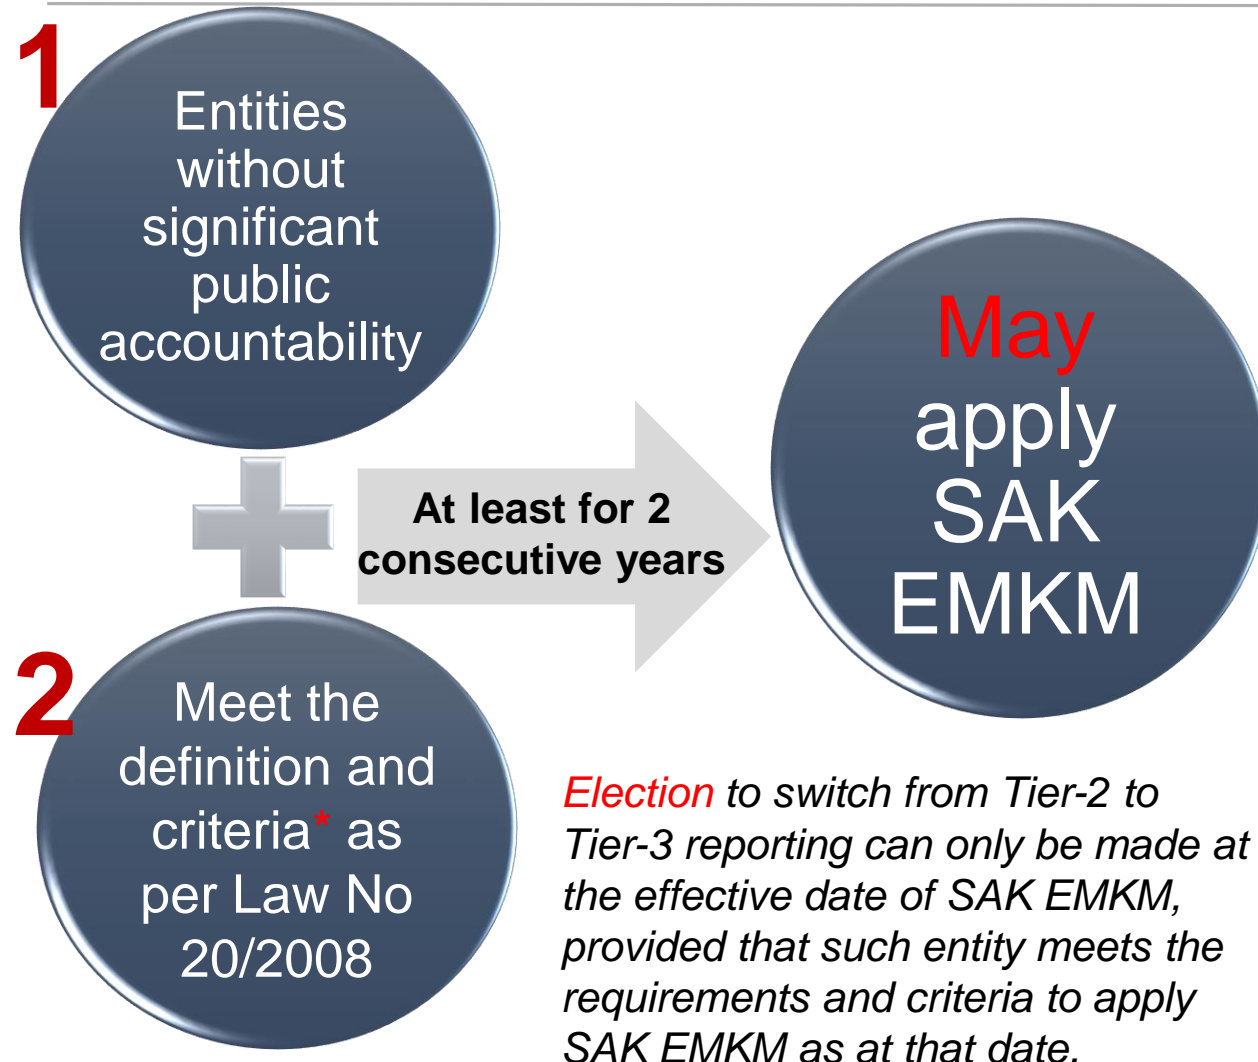 1
Entities
without
significant
public
accountability
At least for 2
consecutive years
May
apply
SAK
EMKM
2
Meet the
definition and
criteria* as
per Law No
20/2008
Election to switch from Tier-2 to
Tier-3 reporting can only be made at
the effective date of SAK EMKM,
provided that such entity meets the
requirements and criteria to apply
SAK EMKM as at that date.